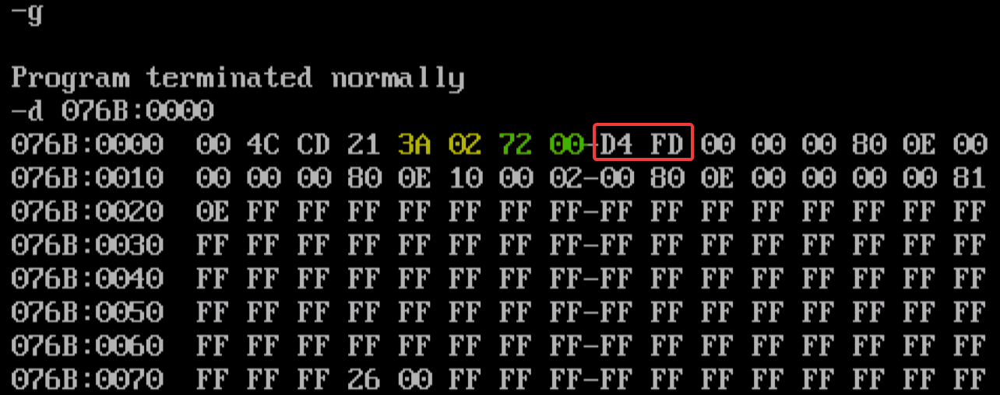 -g
Program terminated normally
-d 076B:0000
076B:0000 00 4C CD 21 3A 02 72 00-D4 FD 00 00 00 80 0E 00
076B:0010 00 00 00 80 0E 10 00 02-00 80 0E 00 00 00 00 81
076B:0020 0E FF FF FF FF FF FF FF-FF FF FF FF FF FF FF FF
076B:0030 FF FF FF FF FF FF FF FF-FF FF FF FF FF FF FF FF
076B:0040 FF FF FF FF FF FF FF FF-FF FF FF FF FF FF FF FF
076B:0050 FF FF FF FF FF FF FF FF-FF FF FF FF FF FF FF FF
076B:0060 FF FF FF FF FF FF FF FF-FF FF FF FF FF FF FF FF
076B:0070 FF FF FF 26 00 FF FF FF-FF FF FF FF FF FF FF FF